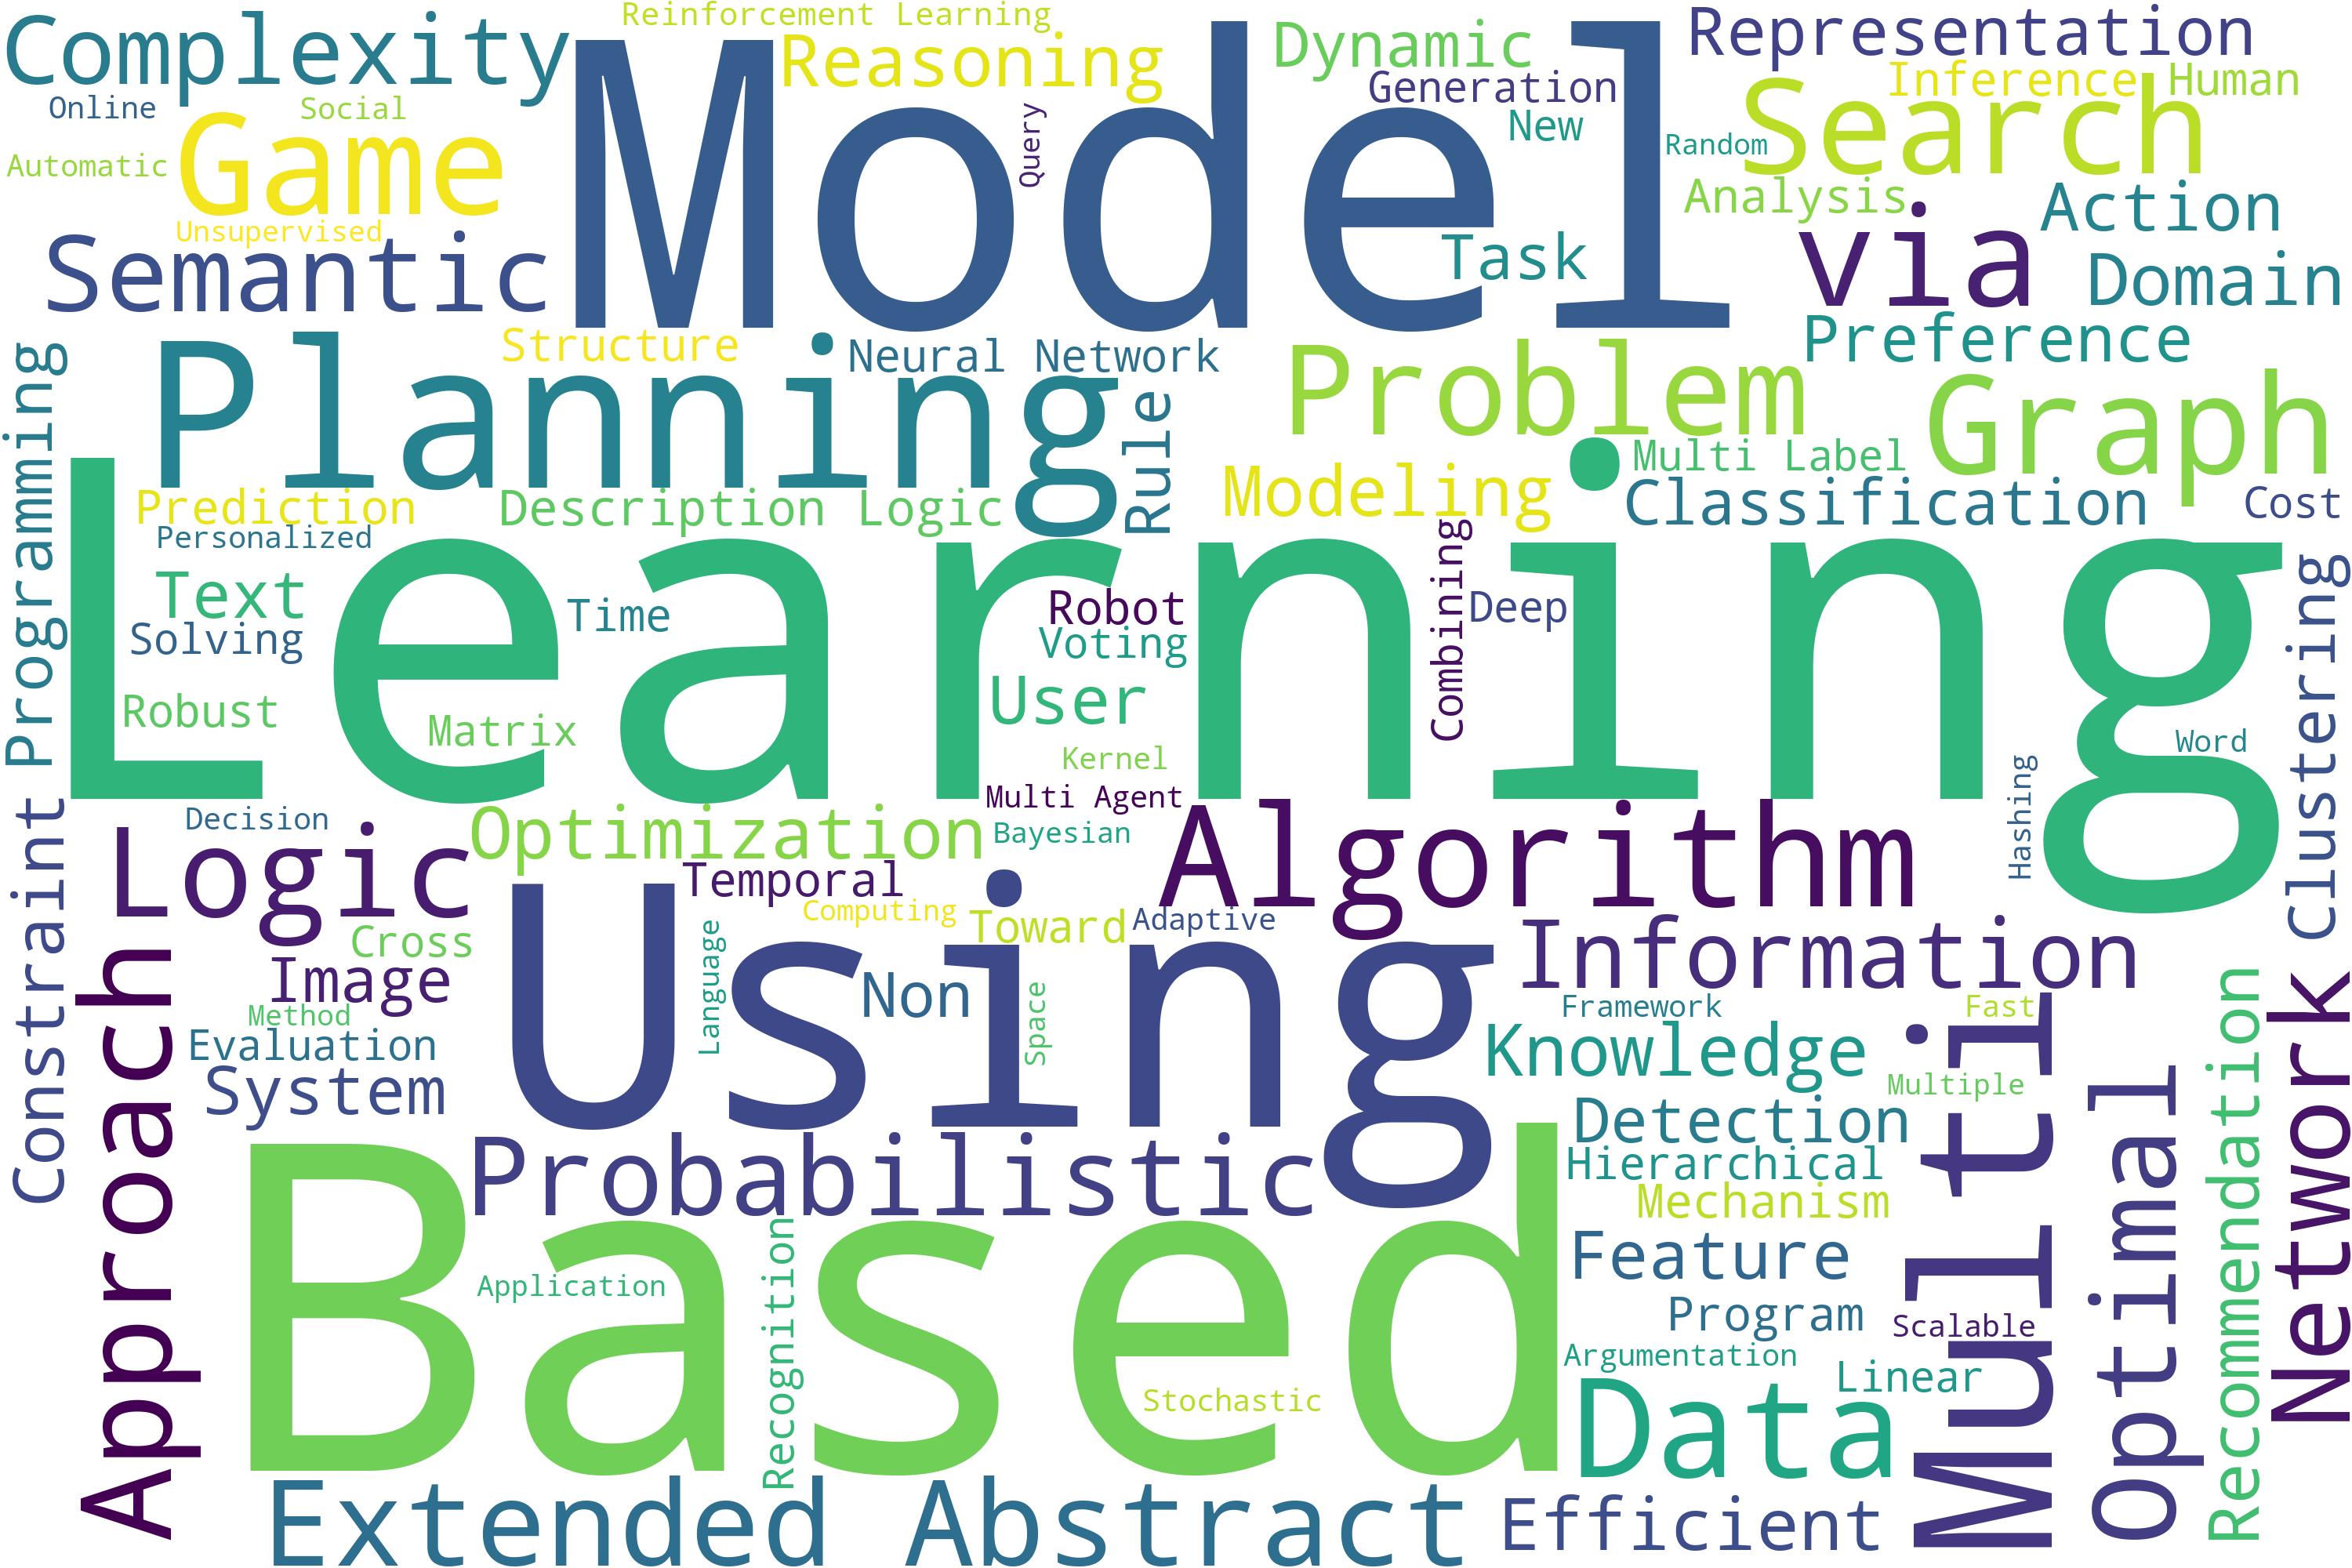 Reinforcement Learning
Complexity
Model
Reasoning
Dynamic
Representation
Generation
Inference
Human
Online
Social
Game
Query
New
Random
Search
Automatic
Unsupervised
Semantic
Analysis
Action
Task
via
Domain
Structure
Neural Network
Preference
Planning
Rule
Problem
Graph
Constraint Programming
Prediction
Description Logic
Modeling
Multi Label
Classification
Cost
Personalized
Learning
Text
Time
Robot
Combining
Deep
Solving
Voting
Clustering
Robust
Matrix
User
Kernel
Word
Hashing
Multi Agent
Decision
Optimization
Bayesian
Algorithm
Logic
Temporal
Using
Computing
Toward
Adaptive
Approach
Cross
Image
Language
Non
Space
Information
Method
Framework
Fast
Evaluation
Knowledge
System
Multiple
Multi
Optimal
Recommendation
Network
Detection
Probabilistic
Hierarchical
Mechanism
Based
Feature
Application
Recognition
Program
Scalable
Argumentation
Linear
Stochastic
Data
Extended Abstract
Efficient